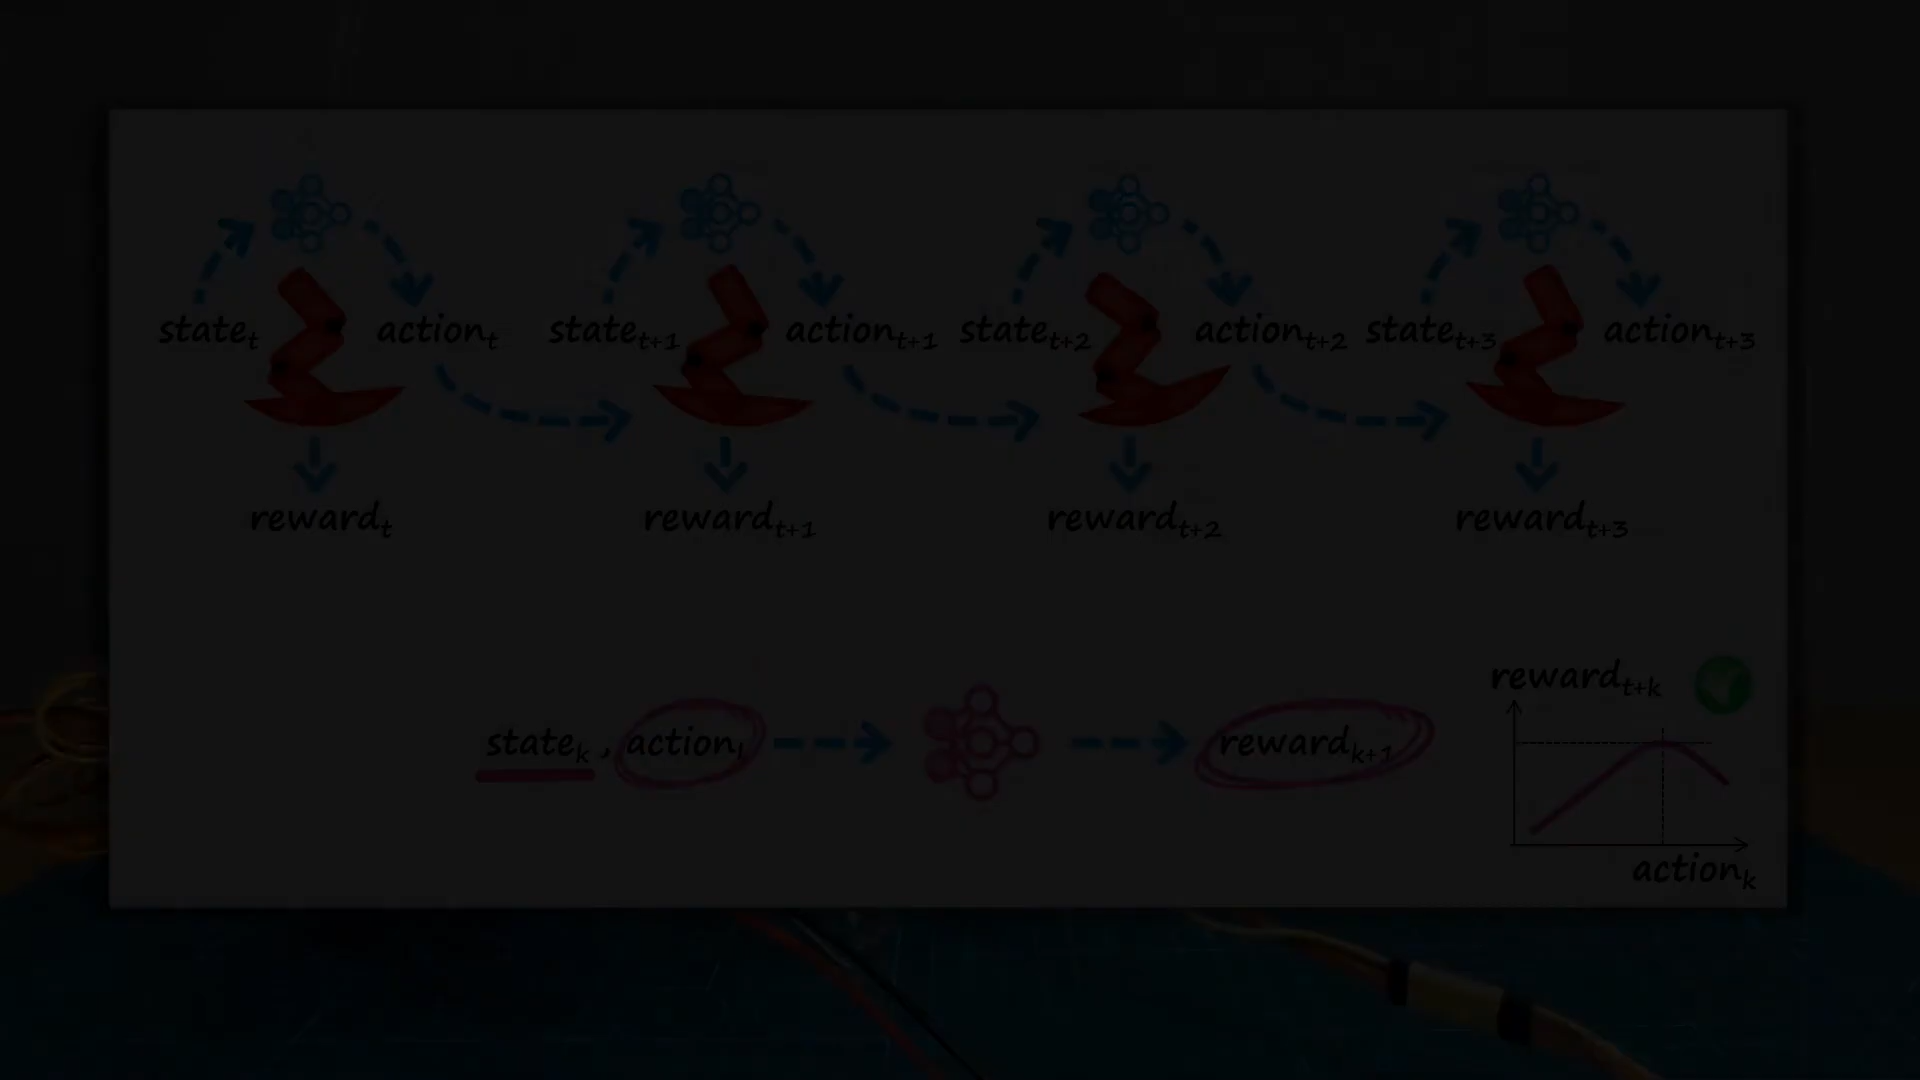 state_t action_t state_t+1 action_t+1 state_t+2 action_t+2 state_t+3 action_t+3
reward_t reward_t+1 reward_t+2 reward_t+3
reward_t+k
state_k , action reward_k+1
action_k